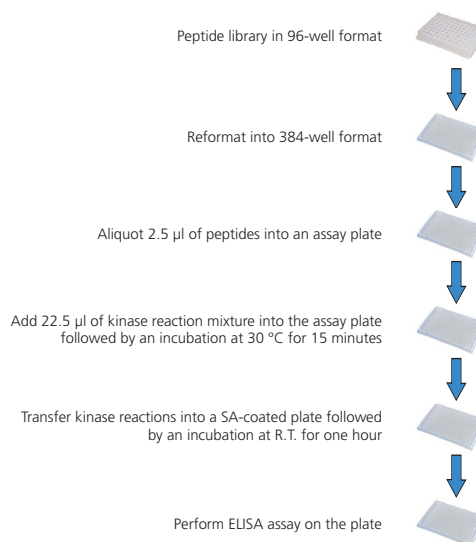 Peptide library in 96-well format
Reformat into 384-well format
Aliquot 2.5 µl of peptides into an assay plate
Add 22.5 µl of kinase reaction mixture into the assay plate
followed by an incubation at 30 °C for 15 minutes
Transfer kinase reactions into a SA-coated plate followed
by an incubation at R.T. for one hour
Perform ELISA assay on the plate